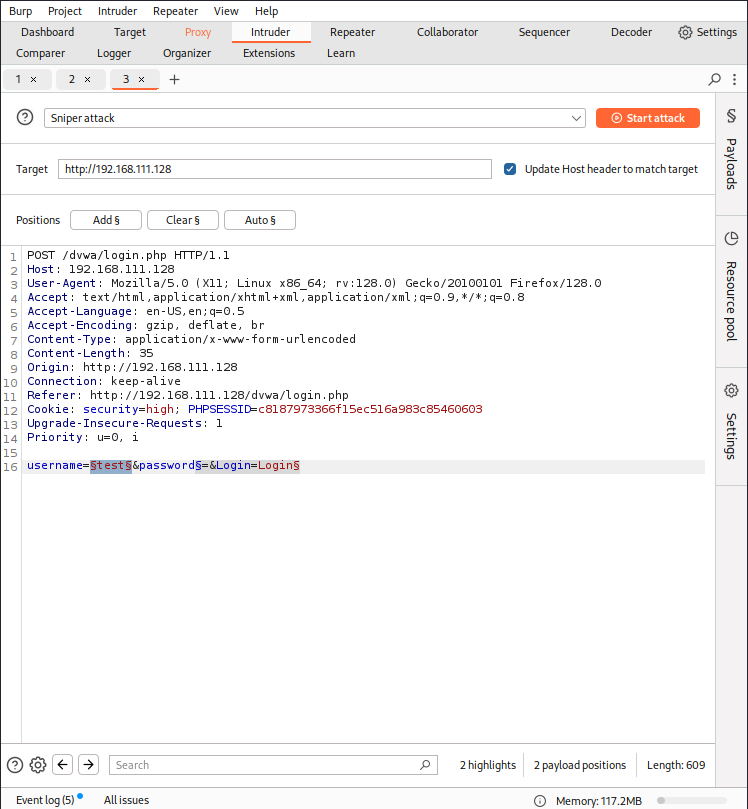 Burp Project Intruder Repeater View Help
Dashboard Target Proxy Intruder Repeater Collaborator Sequencer Decoder Settings
Comparer Logger Organizer Extensions Learn
1 × 2 × 3 × +
? Sniper attack Start attack
Target http://192.168.111.128 Update Host header to match target
Positions Add § Clear § Auto §
1 POST /dvwa/login.php HTTP/1.1
2 Host: 192.168.111.128
3 User-Agent: Mozilla/5.0 (X11; Linux x86_64; rv:128.0) Gecko/20100101 Firefox/128.0
4 Accept: text/html,application/xhtml+xml,application/xml;q=0.9,*/*;q=0.8
5 Accept-Language: en-US,en;q=0.5
6 Accept-Encoding: gzip, deflate, br
7 Content-Type: application/x-www-form-urlencoded
8 Content-Length: 35
9 Origin: http://192.168.111.128
10 Connection: keep-alive
11 Referer: http://192.168.111.128/dvwa/login.php
12 Cookie: security=high; PHPSESSID=c8187973366f15ec516a983c85460603
13 Upgrade-Insecure-Requests: 1
14 Priority: u=0, i
15
16 username=§test§&password§=&Login=Login§
§ Payloads
Resource pool
Settings
? Search 2 highlights 2 payload positions Length: 609
Event log (5) All issues Memory: 117.2MB